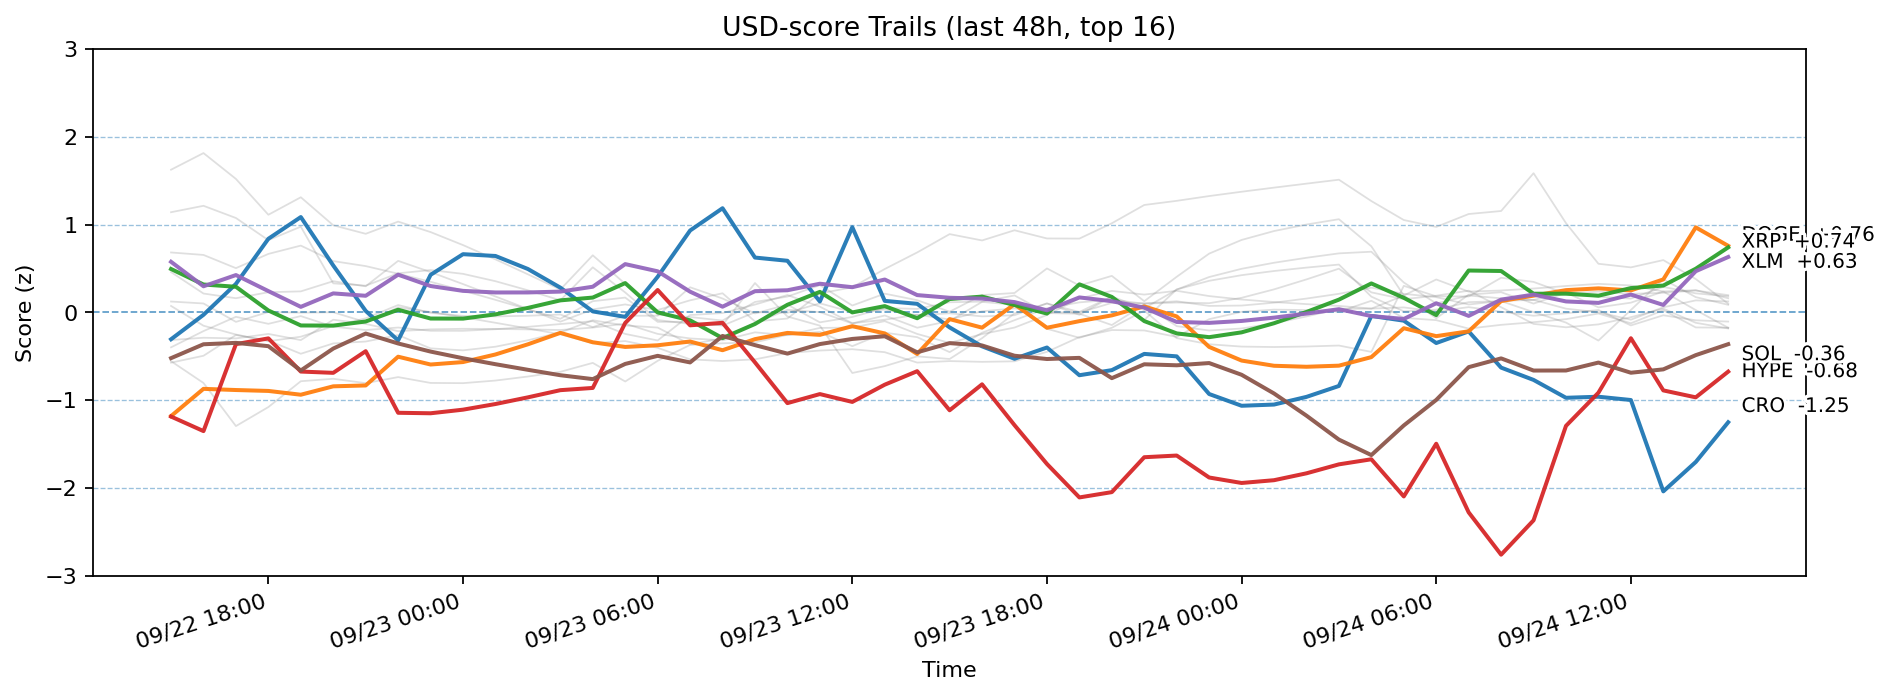 USD-score Trails (last 48h, top 16)
3
2
1
0
−1
−2
−3
Score (z)
XRP +0.74
XLM +0.63
SOL -0.36
HYPE -0.68
CRO -1.25
09/22 18:00
09/23 00:00
09/23 06:00
09/23 12:00
09/23 18:00
09/24 00:00
09/24 06:00
09/24 12:00
Time